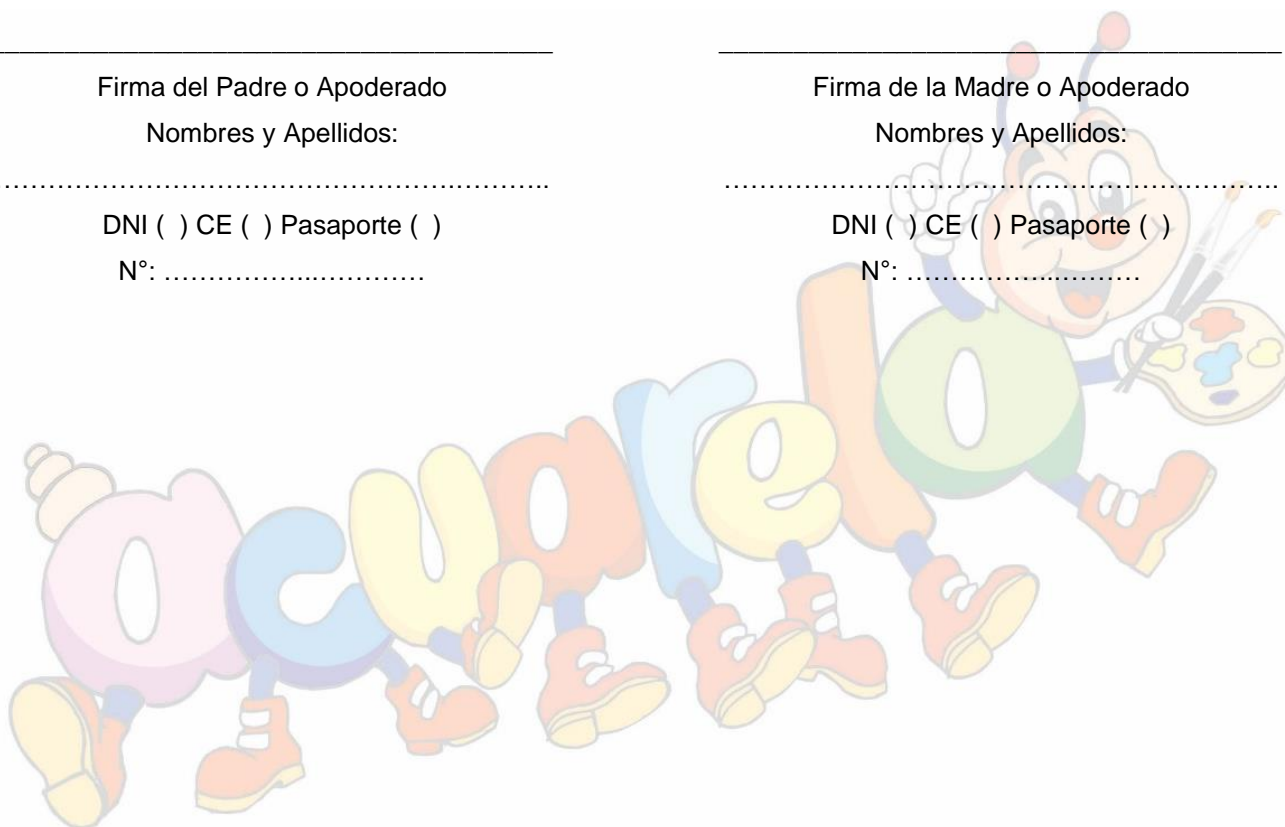 Firma del Padre o Apoderado
Nombres y Apellidos:
……………………………………………….………..
DNI ( ) CE ( ) Pasaporte ( )
N°: ……………...…………
Firma de la Madre o Apoderado
Nombres y Apellidos:
……………………………………………….………..
DNI ( ) CE ( ) Pasaporte ( )
N°: ……………...………
acuarela